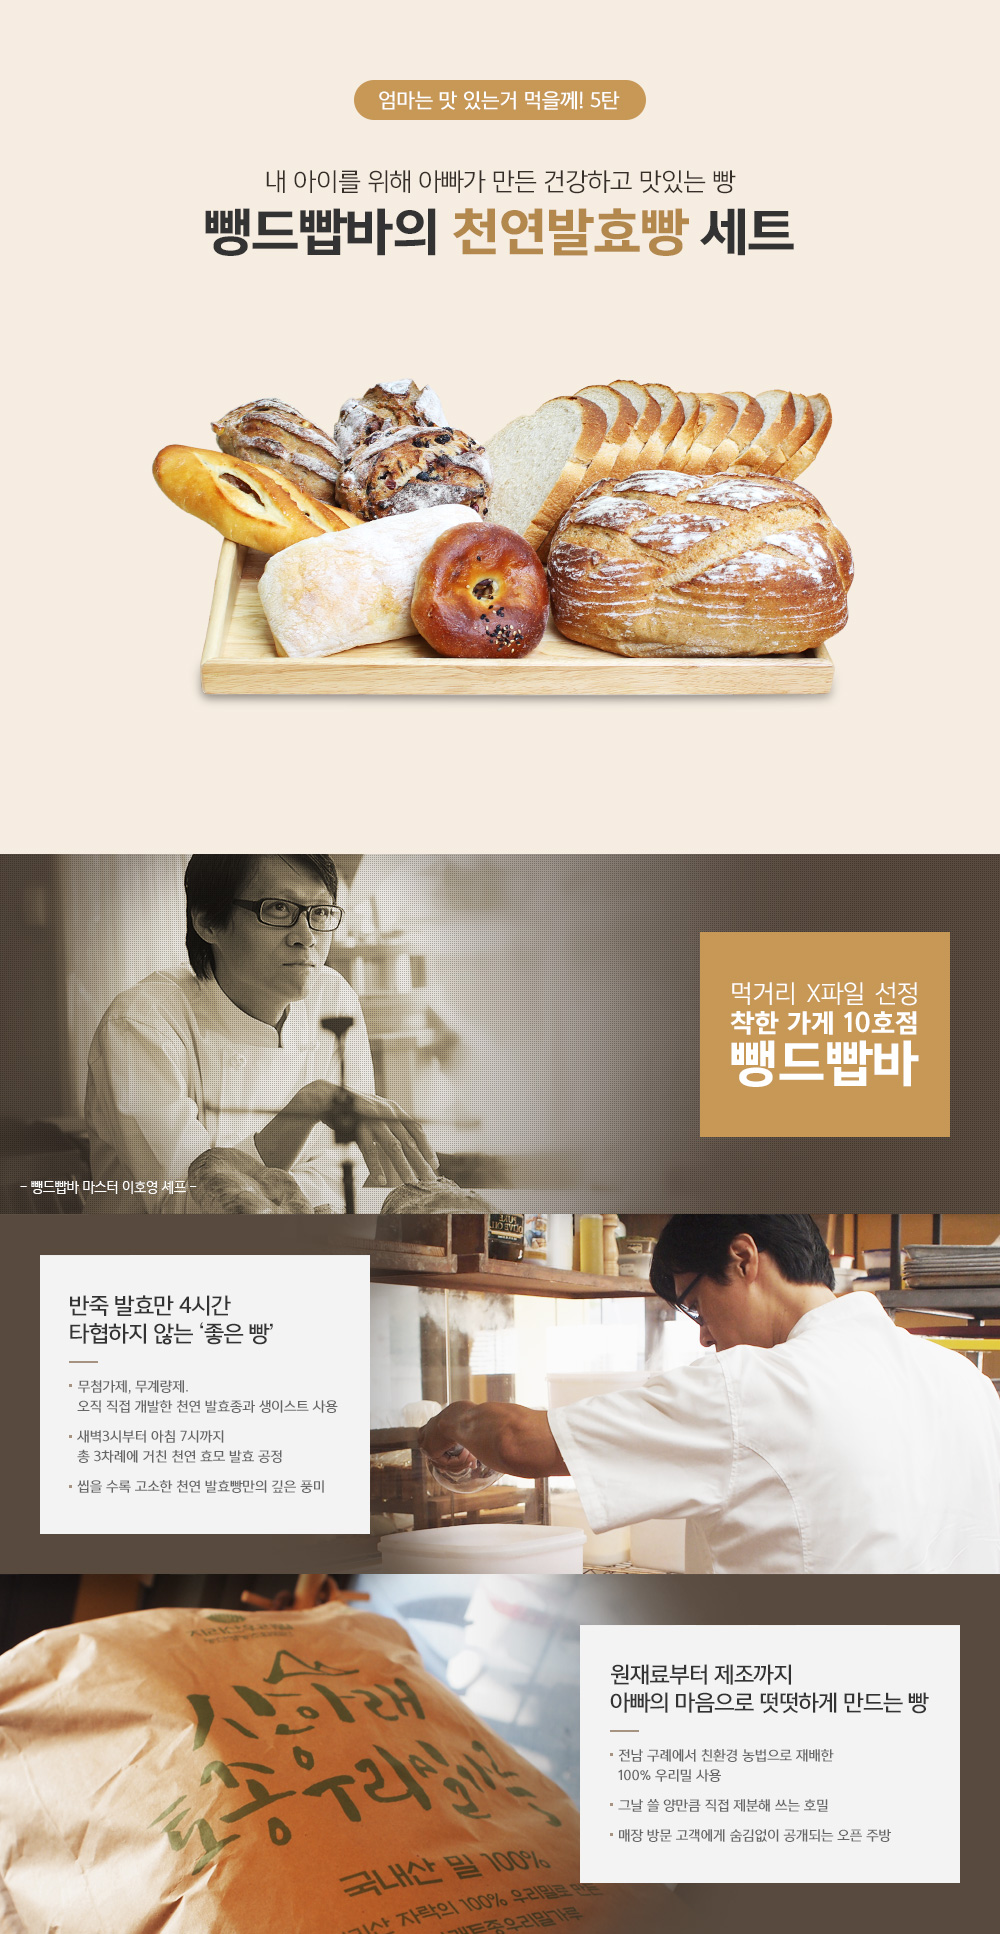 엄마는 맛 있는거 먹을께! 5탄
내 아이를 위해 아빠가 만든 건강하고 맛있는 빵
뺑드빱바의 천연발효빵 세트
먹거리 X파일 선정
착한 가게 10호점
뺑드빱바
- 뺑드빱바 마스터 이호영 셰프 -
반죽 발효만 4시간
타협하지 않는 ‘좋은 빵’
무첨가제, 무계량제.
오직 직접 개발한 천연 발효종과 생이스트 사용
새벽3시부터 아침 7시까지
총 3차례에 거친 천연 효모 발효 공정
씹을 수록 고소한 천연 발효빵만의 깊은 풍미
원재료부터 제조까지
아빠의 마음으로 떳떳하게 만드는 빵
전남 구례에서 친환경 농법으로 재배한
100% 우리밀 사용
그날 쓸 양만큼 직접 제분해 쓰는 호밀
매장 방문 고객에게 숨김없이 공개되는 오픈 주방
국내산 밀 100%
자락의 100% 우리밀로 만든